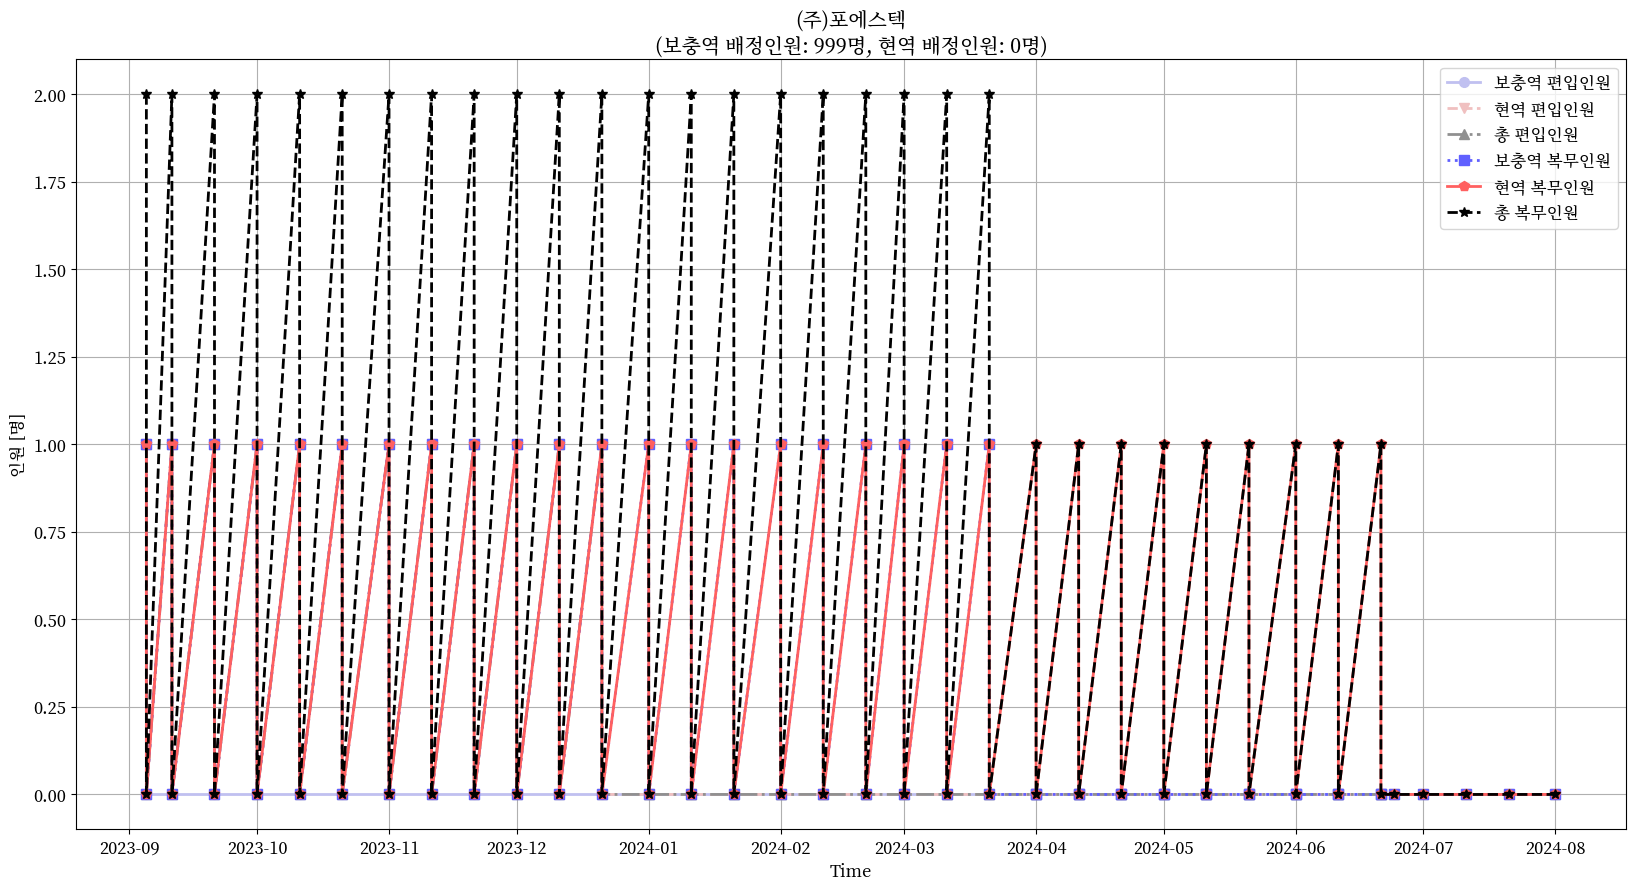 (주)포에스텍
(보충역 배정인원: 999명, 현역 배정인원: 0명)
보충역 편입인원
현역 편입인원
총 편입인원
보충역 복무인원
현역 복무인원
총 복무인원
인원 [명]
2.00
1.75
1.50
1.25
1.00
0.75
0.50
0.25
0.00
2023-09 2023-10 2023-11 2023-12 2024-01 2024-02 2024-03 2024-04 2024-05 2024-06 2024-07 2024-08
Time